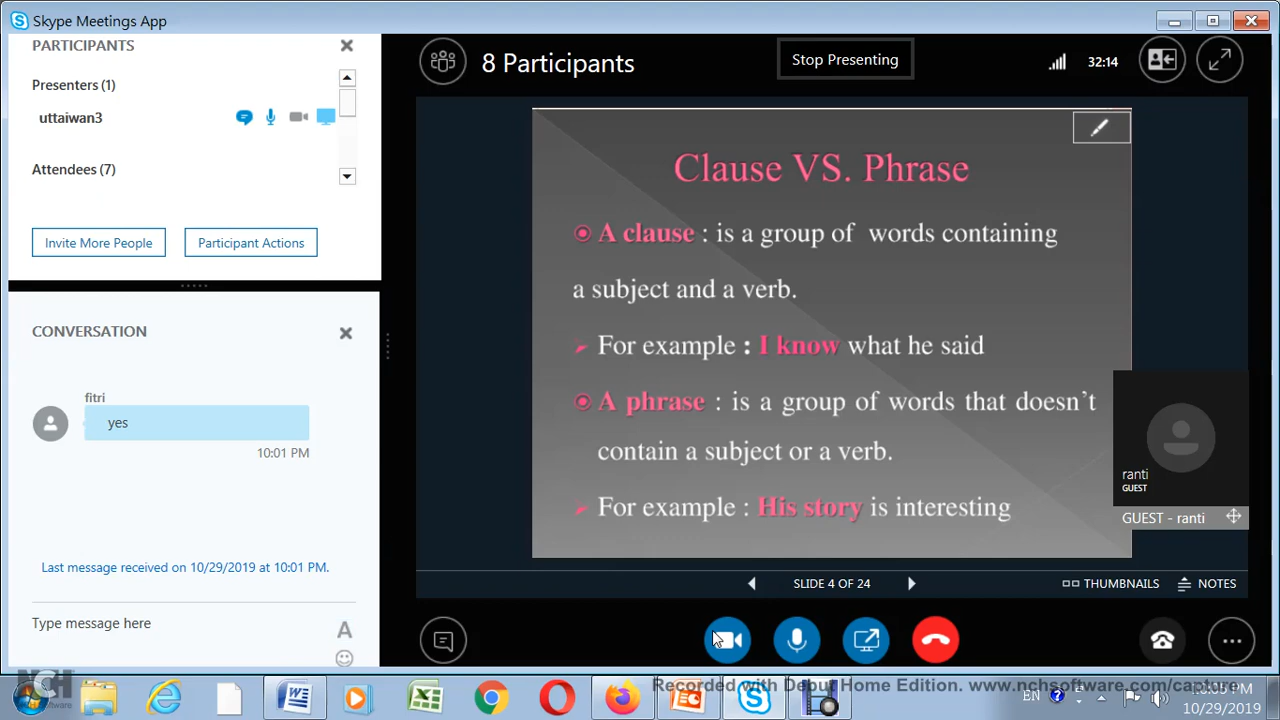 Skype Meetings App
PARTICIPANTS
Presenters (1)
uttaiwan3
Attendees (7)
Invite More People
Participant Actions
CONVERSATION
fitri
yes
10:01 PM
Last message received on 10/29/2019 at 10:01 PM.
Type message here
A
8 Participants
Stop Presenting
32:14
Clause VS. Phrase
A clause : is a group of words containing
a subject and a verb.
For example : I know what he said
A phrase : is a group of words that doesn't
contain a subject or a verb.
For example : His story is interesting
ranti
GUEST
GUEST - ranti
SLIDE 4 OF 24
THUMBNAILS
NOTES
NCH
Software
Recorded with Debut Home Edition. www.nchsoftware.com/capture
EN
10/29/2019